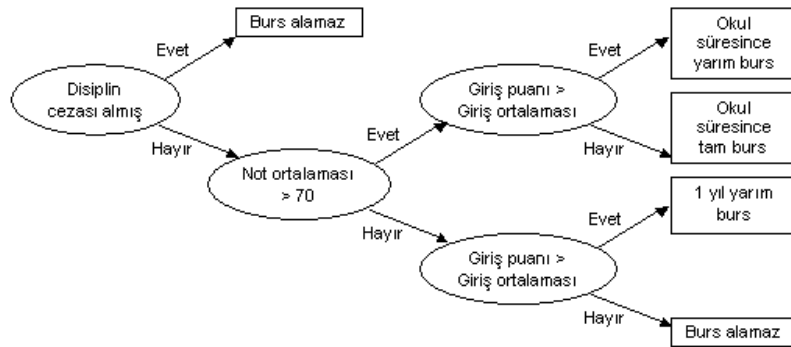 Burs alamaz
Evet
Disiplin
cezası almış
Hayır
Not ortalaması
> 70
Evet
Giriş puanı >
Giriş ortalaması
Evet
Okul
süresince
yarım burs
Hayır
Okul
süresince
tam burs
Hayır
Giriş puanı >
Giriş ortalaması
Evet
1 yıl yarım
burs
Hayır
Burs alamaz